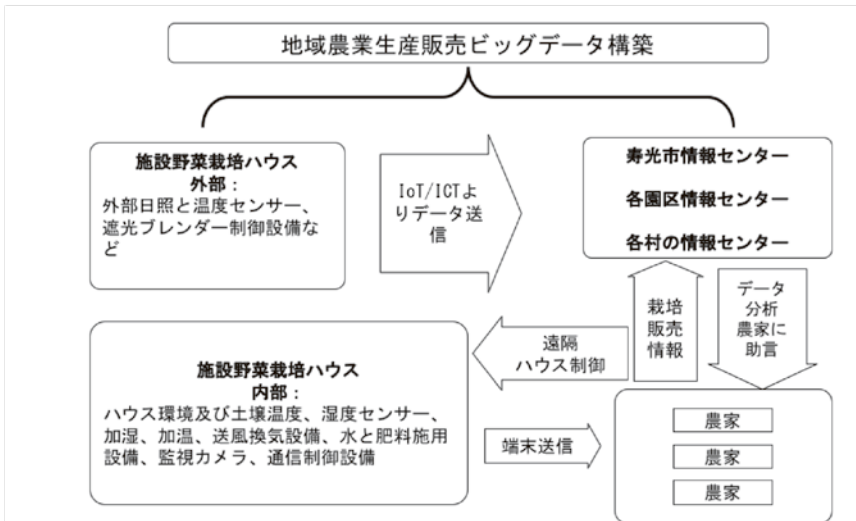 地域農業生産販売ビッグデータ構築
施設野菜栽培ハウス
外部：
外部日照と温度センサー、
遮光ブレンダー制御設備な
ど
IoT/ICTよ
りデータ送
信
寿光市情報センター
各園区情報センター
各村の情報センター
栽培
販売
情報
データ
分析
農家に
助言
遠隔
ハウス制御
施設野菜栽培ハウス
内部：
ハウス環境及び土壌温度、湿度センサー、
加湿、加温、送風換気設備、水と肥料施用
設備、監視カメラ、通信制御設備
端末送信
農家
農家
農家